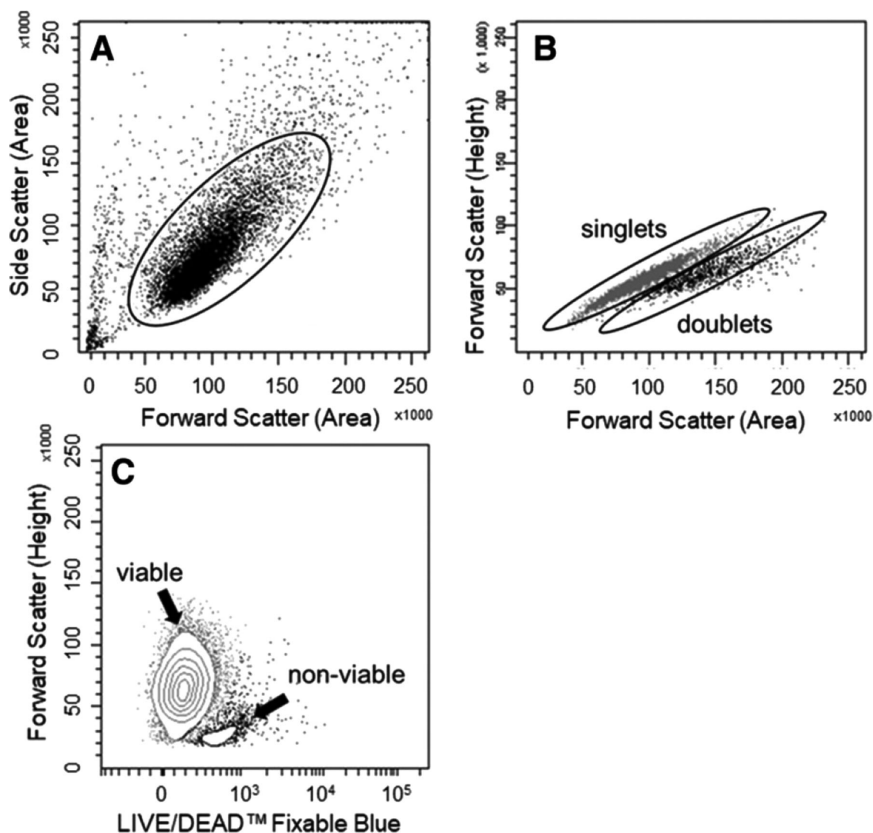 A
x1000
250
200
150
100
50
0
Side Scatter (Area)
0 50 100 150 200 250
Forward Scatter (Area) x1000
B
(x 1,000)
250
200
150
100
50
Forward Scatter (Height)
singlets
doublets
0 50 100 150 200 250
Forward Scatter (Area) x1000
C
x1000
250
200
150
100
50
0
Forward Scatter (Height)
viable
non-viable
0 10³ 10⁴ 10⁵
LIVE/DEAD™ Fixable Blue